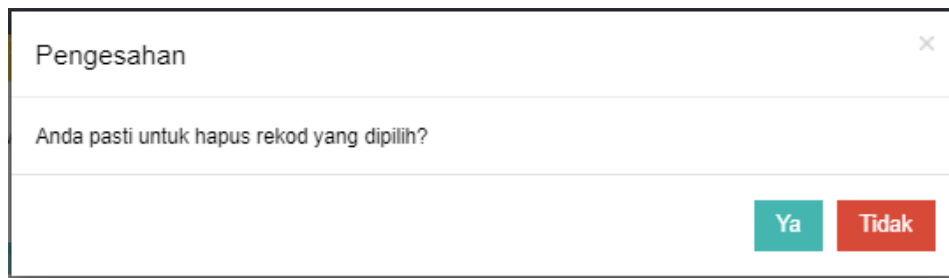 Pengesahan
Anda pasti untuk hapus rekod yang dipilih?
Ya
Tidak